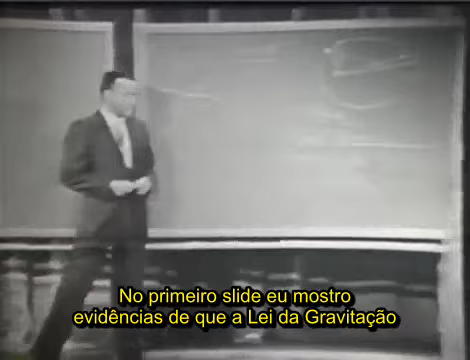 No primeiro slide eu mostro
evidências de que a Lei da Gravitação